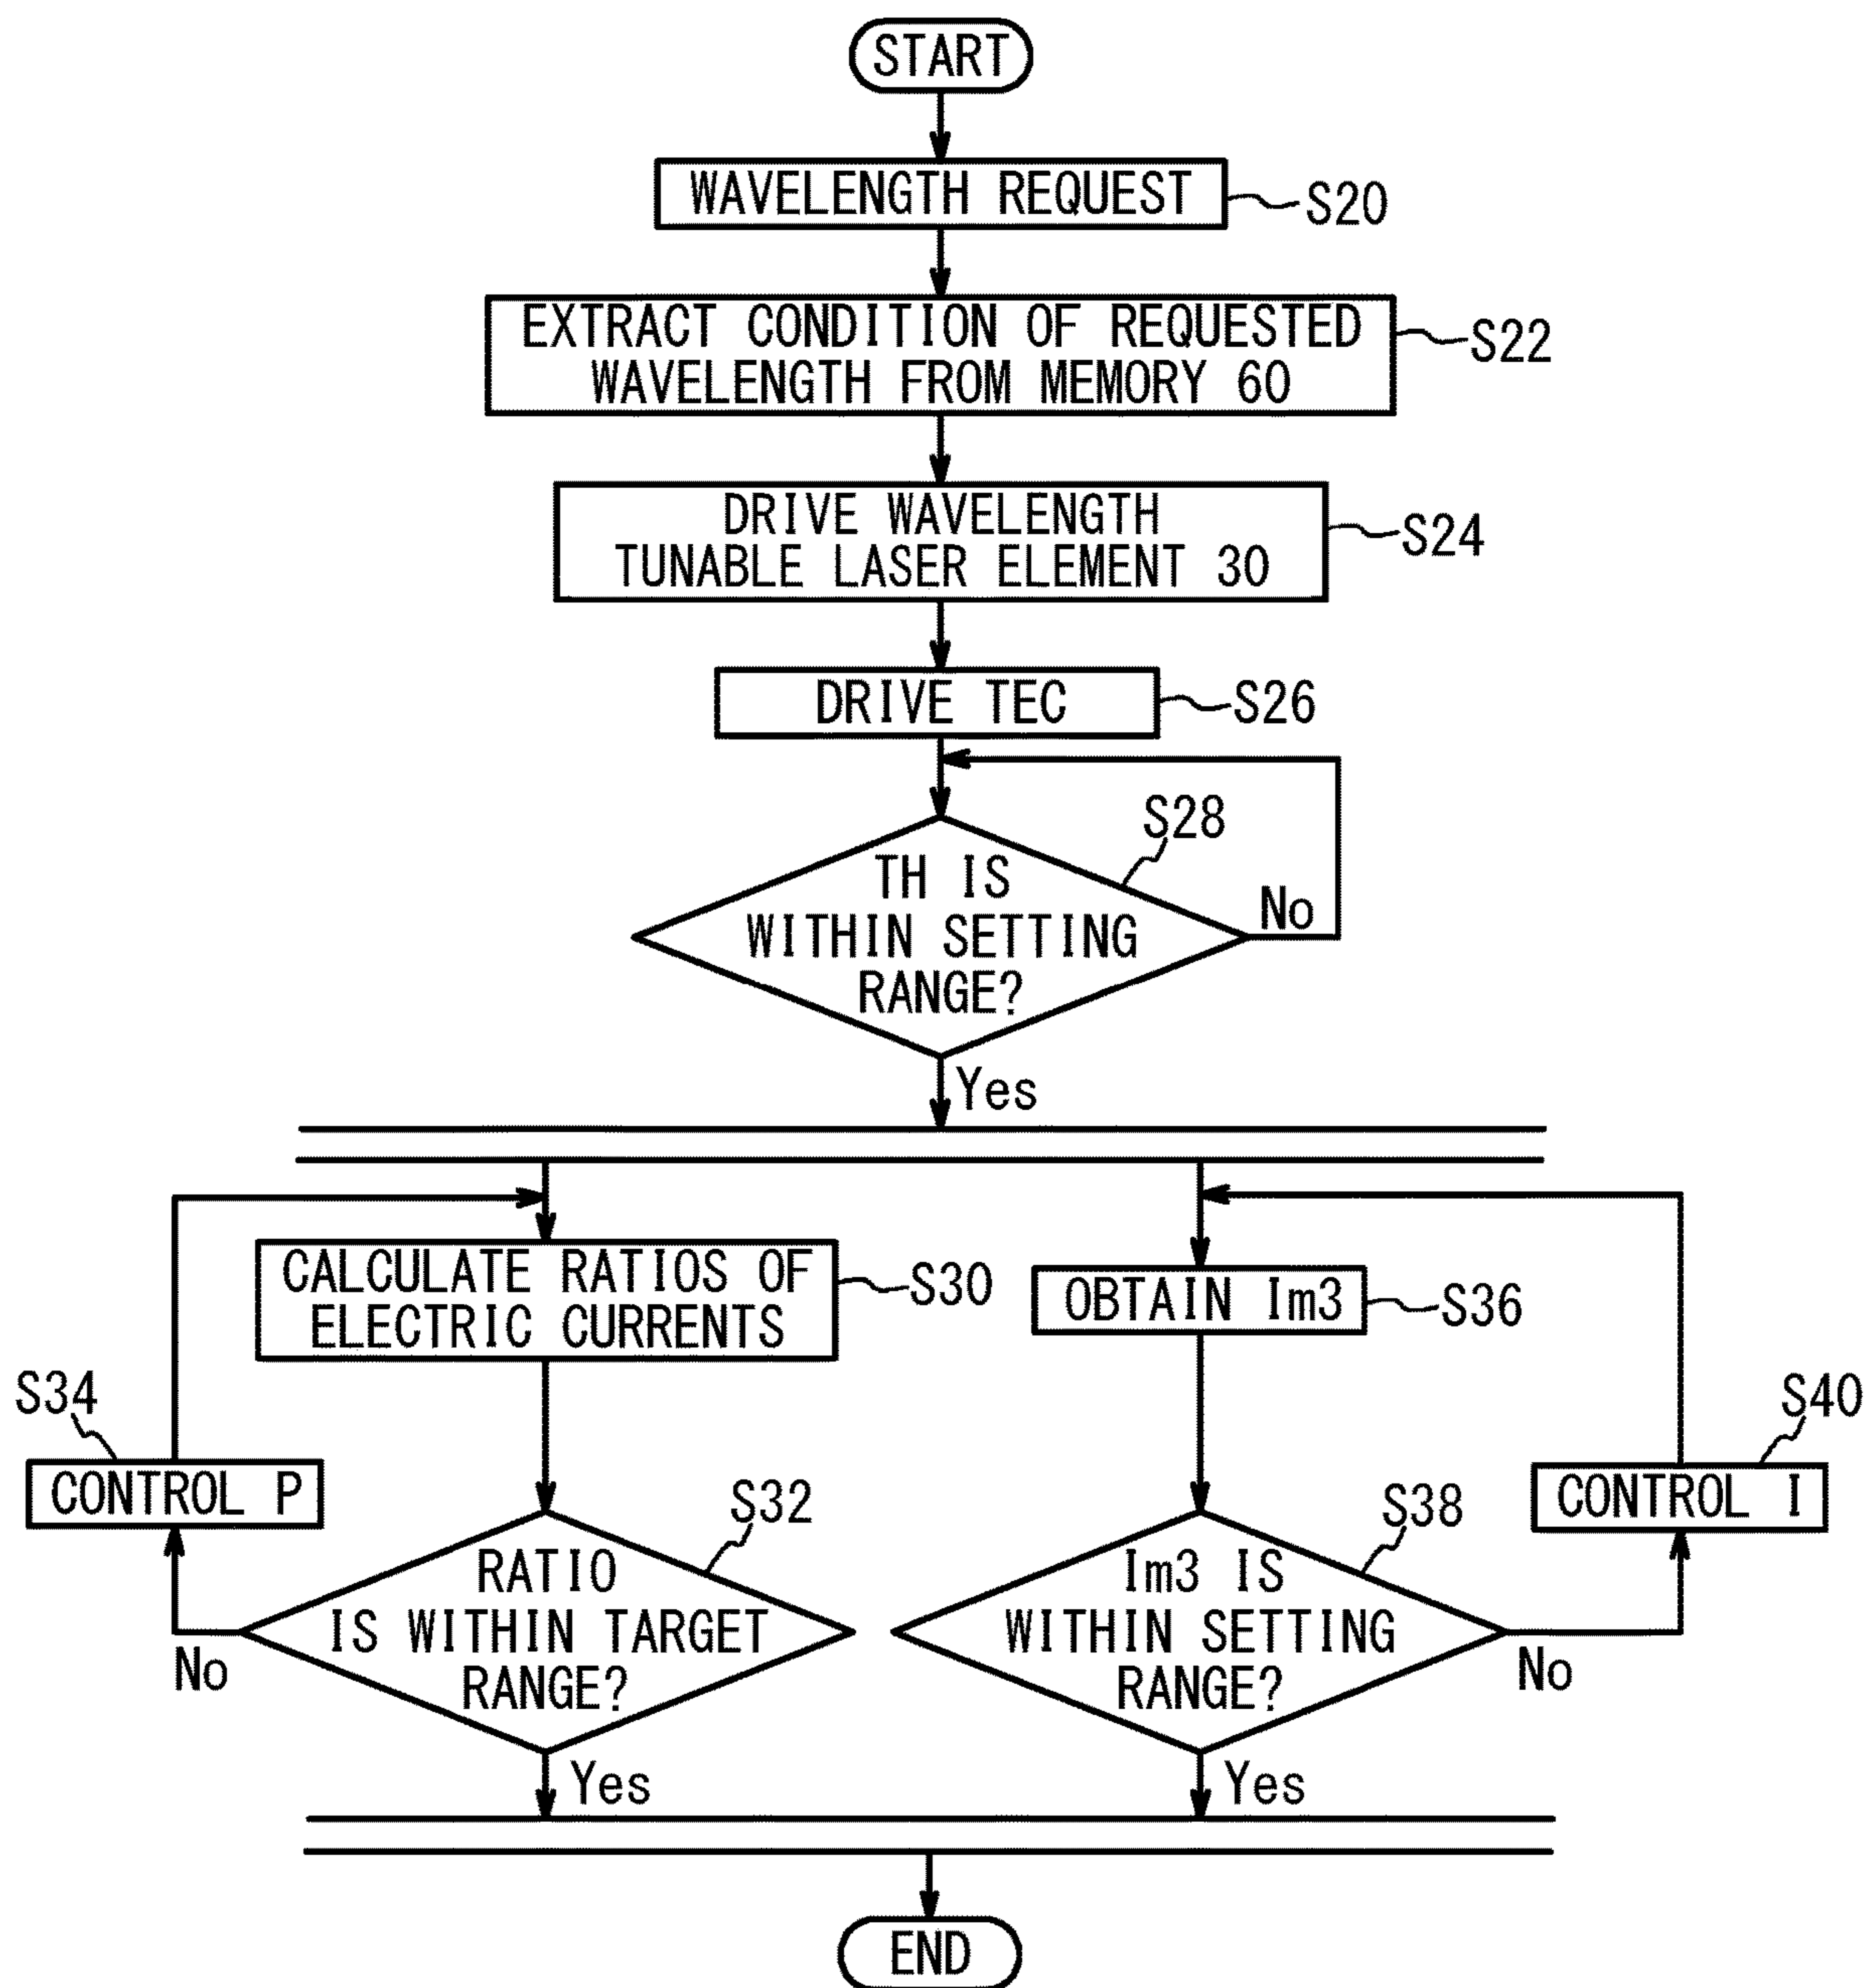 START
WAVELENGTH REQUEST
S20
EXTRACT CONDITION OF REQUESTED
WAVELENGTH FROM MEMORY 60
S22
DRIVE WAVELENGTH
TUNABLE LASER ELEMENT 30
S24
DRIVE TEC
S26
S28
TH IS
WITHIN SETTING
RANGE?
No
Yes
CALCULATE RATIOS OF
ELECTRIC CURRENTS
S30
OBTAIN Im3
S36
S34
CONTROL P
S40
CONTROL I
S32
RATIO
IS WITHIN TARGET
RANGE?
No
Yes
S38
Im3 IS
WITHIN SETTING
RANGE?
No
Yes
END